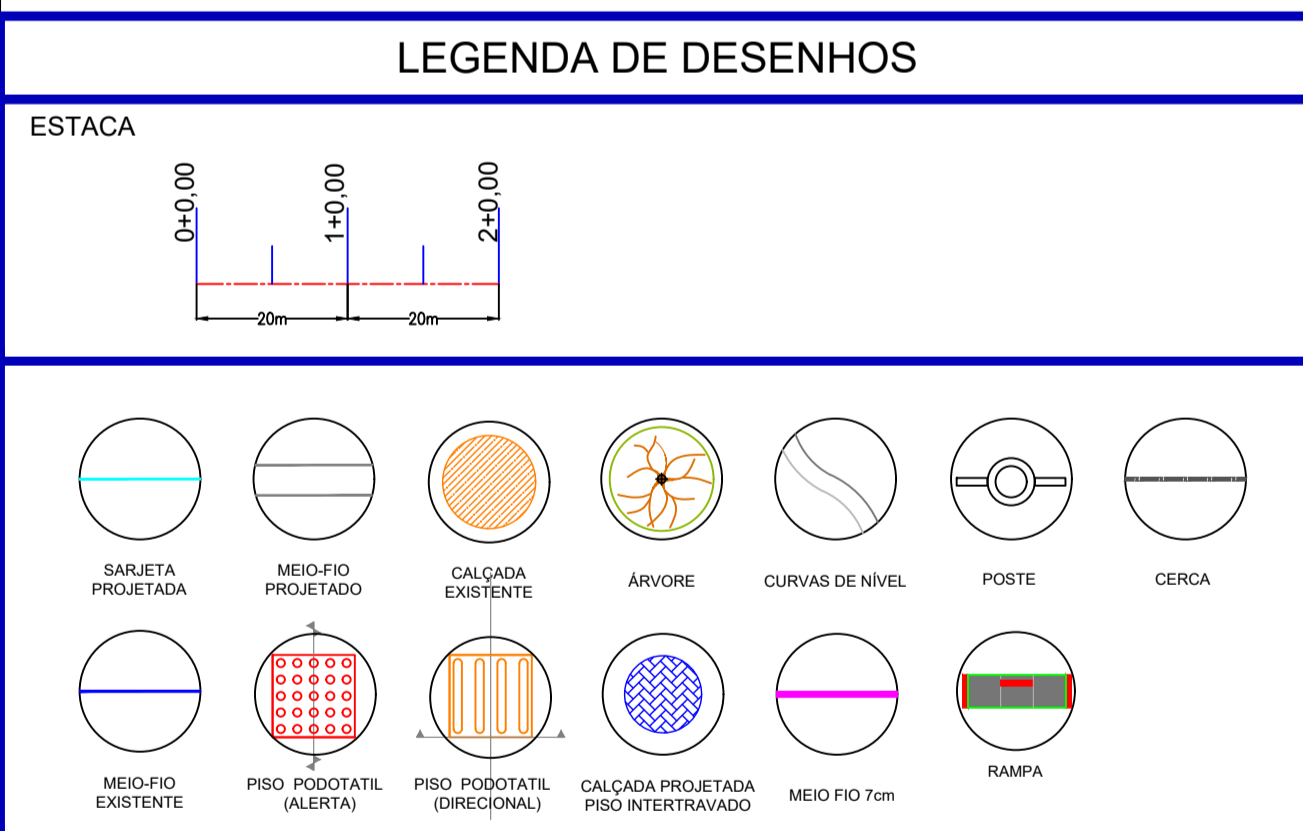 LEGENDA DE DESENHOS
ESTACA
0+0,00
1+0,00
2+0,00
20m
20m
SARJETA
PROJETADA
MEIO-FIO
PROJETADO
CALÇADA
EXISTENTE
ÁRVORE
CURVAS DE NÍVEL
POSTE
CERCA
MEIO-FIO
EXISTENTE
PISO PODOTATIL
(ALERTA)
PISO PODOTATIL
(DIRECIONAL)
CALÇADA PROJETADA
PISO INTERTRAVADO
MEIO FIO 7cm
RAMPA